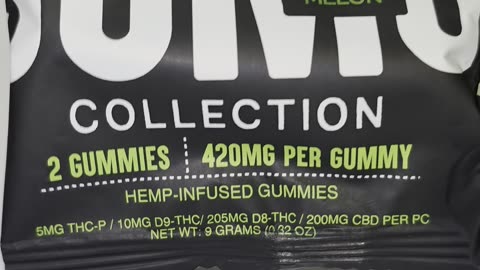 MELON
COLLECTION
2 GUMMIES 420MG PER GUMMY
HEMP-INFUSED GUMMIES
5MG THC-P / 10MG D9-THC/ 205MG D8-THC / 200MG CBD PER PC
NET WT. 9 GRAMS (0.32 OZ)